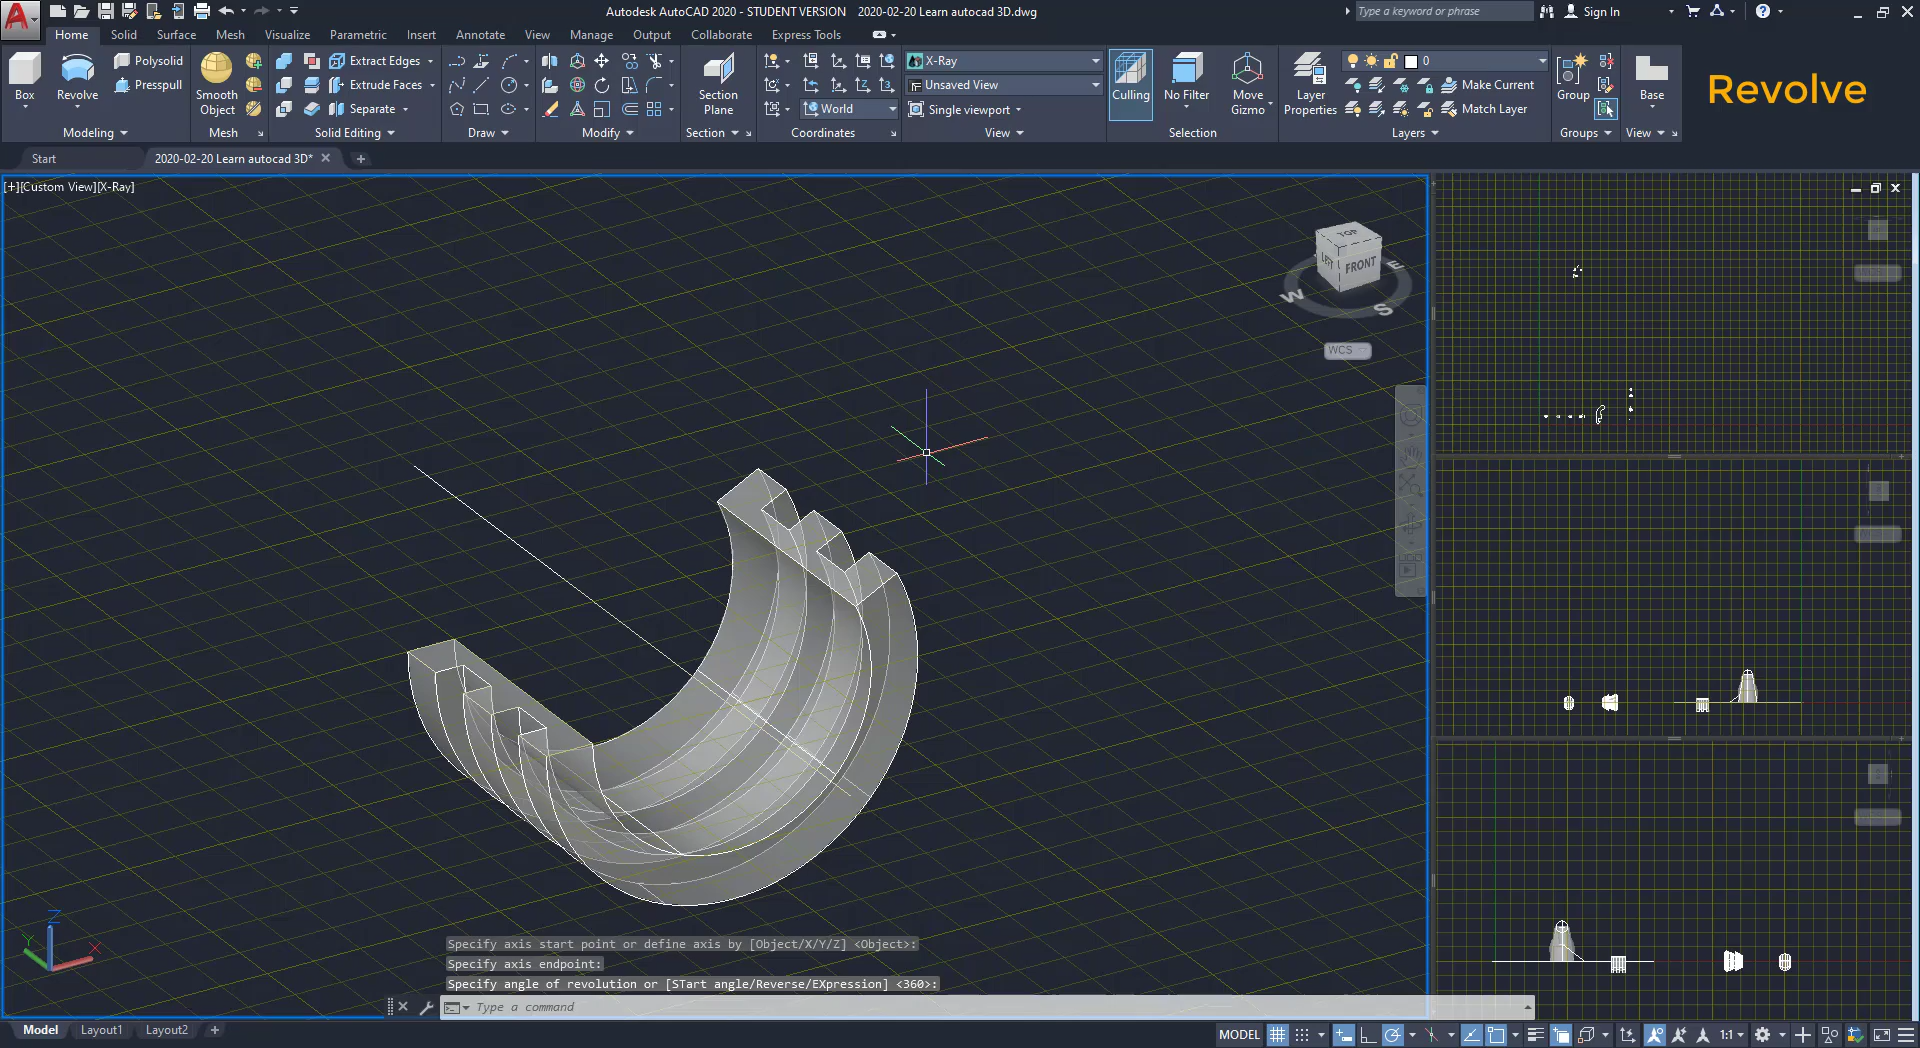 Autodesk AutoCAD 2020 - STUDENT VERSION 2020-02-20 Learn autocad 3D.dwg
Type a keyword or phrase
Sign In
Home Solid Surface Mesh Visualize Parametric Insert Annotate View Manage Output Collaborate Express Tools
Box
Revolve
Polysolid
Presspull
Modeling
Smooth
Object
Mesh
Extract Edges
Extrude Faces
Separate
Solid Editing
Draw
Modify
Section
Plane
Section
World
Coordinates
X-Ray
Unsaved View
Single viewport
View
Culling
No Filter
Move
Gizmo
Selection
Layer
Properties
0
Make Current
Match Layer
Layers
Group
Groups
Base
View
Revolve
Start
2020-02-20 Learn autocad 3D*
[+][Custom View][X-Ray]
TOP
LEFT
FRONT
W
S
E
WCS
Z
Y
X
Specify axis start point or define axis by [Object/X/Y/Z] <Object>:
Specify axis endpoint:
Specify angle of revolution or [STart angle/Reverse/EXpression] <360>:
Type a command
Model Layout1 Layout2
MODEL
1:1